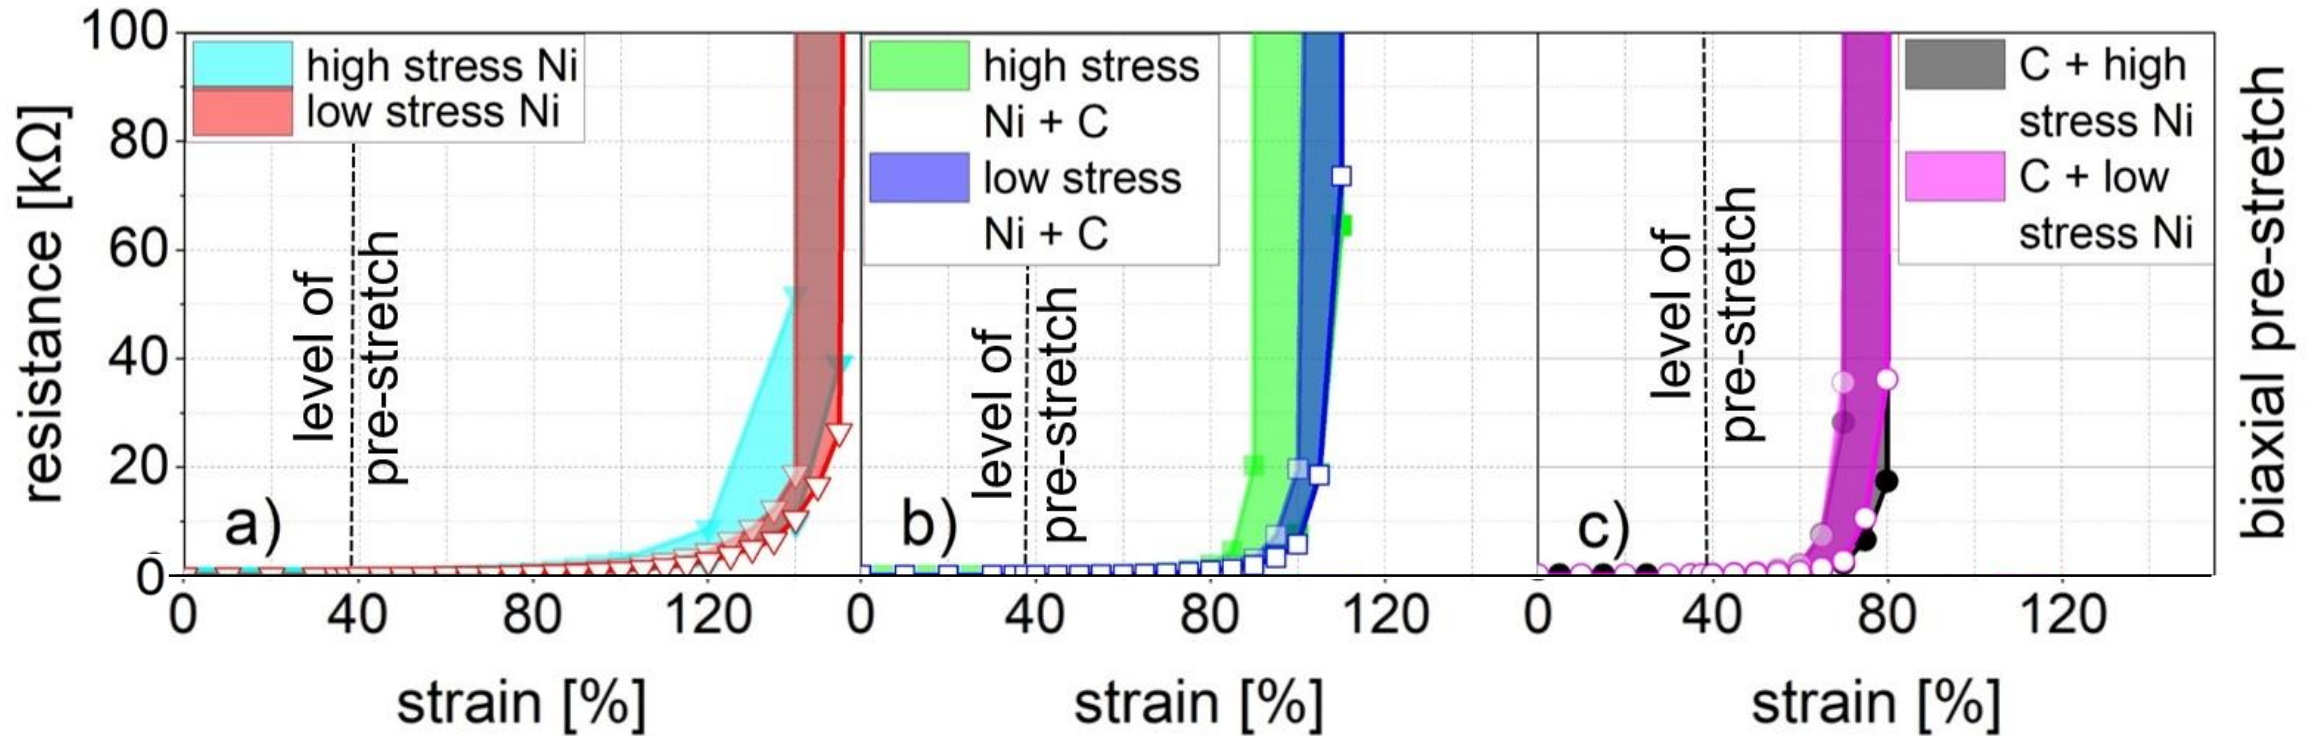 100
80
60
40
20
0
resistance [kΩ]
high stress Ni
low stress Ni
level of
pre-stretch
a)
0 40 80 120
strain [%]
high stress
Ni + C
low stress
Ni + C
level of
pre-stretch
b)
0 40 80 120
strain [%]
C + high
stress Ni
C + low
stress Ni
level of
pre-stretch
c)
0 40 80 120
strain [%]
biaxial pre-stretch